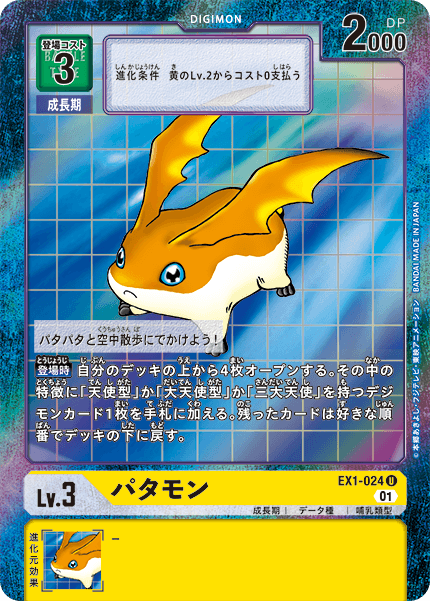 DIGIMON
登場コスト
3
成長期
進化条件 黄のLv.2からコスト0支払う
DP
2000
パタパタと空中散歩にでかけよう！
登場時 自分のデッキの上から4枚オープンする。その中の
特徴に「天使型」か「大天使型」か「三大天使」を持つデジ
モンカード1枚を手札に加える。残ったカードは好きな順
番でデッキの下に戻す。
©本郷あきよし・フジテレビ・東映アニメーション BANDAI MADE IN JAPAN
Lv.3
パタモン
EX1-024 U
01
成長期 | データ種 | 哺乳類型
進化元効果
-